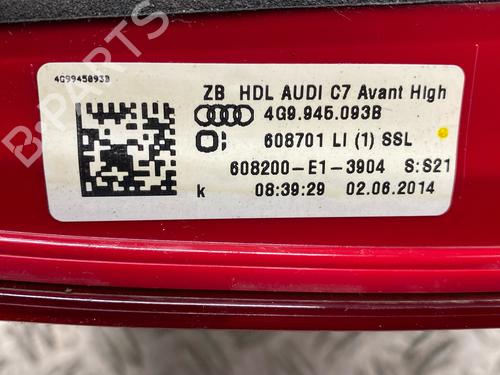 4G9945093B
ZB HDL AUDI C7 Avant High
4G9.945.093B
608701 LI (1) SSL
608200-E1-3904 S:S21
k 08:39:29 02.06.2014
B-Parts